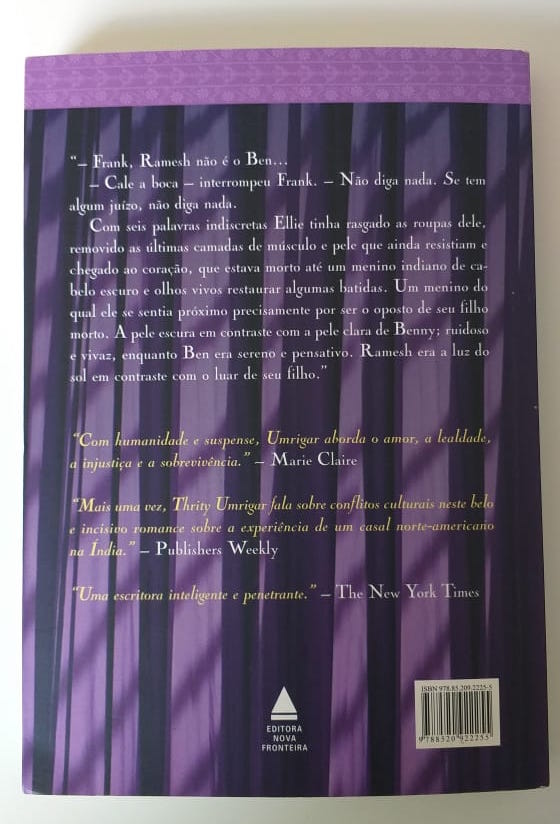 “– Frank, Ramesh não é o Ben...
– Cale a boca – interrompeu Frank. – Não diga nada. Se tem
algum juízo, não diga nada.
Com seis palavras indiscretas Ellie tinha rasgado as roupas dele,
removido as últimas camadas de músculo e pele que ainda resistiam e
chegado ao coração, que estava morto até um menino indiano de ca-
belo escuro e olhos vivos restaurar algumas batidas. Um menino do
qual ele se sentia próximo precisamente por ser o oposto de seu filho
morto. A pele escura em contraste com a pele clara de Benny; ruidoso
e vivaz, enquanto Ben era sereno e pensativo. Ramesh era a luz do
sol em contraste com o luar de seu filho.”
“Com humanidade e suspense, Umrigar aborda o amor, a lealdade,
a injustiça e a sobrevivência.” – Marie Claire
“Mais uma vez, Thrity Umrigar fala sobre conflitos culturais neste belo
e incisivo romance sobre a experiência de um casal norte-americano
na Índia.” – Publishers Weekly
“Uma escritora inteligente e penetrante.” – The New York Times
EDITORA
NOVA
FRONTEIRA
ISBN 978.85.209.2225-5
9 788520 922255